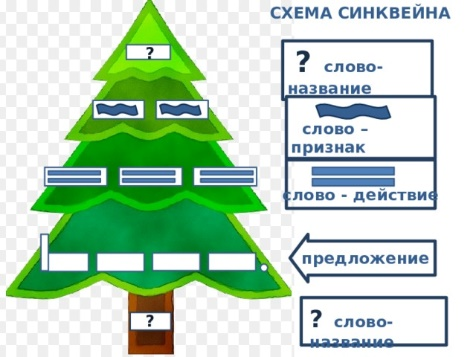 СХЕМА СИНКВЕЙНА
?
? слово-
название
слово –
признак
слово - действие
предложение
?
? слово-
название